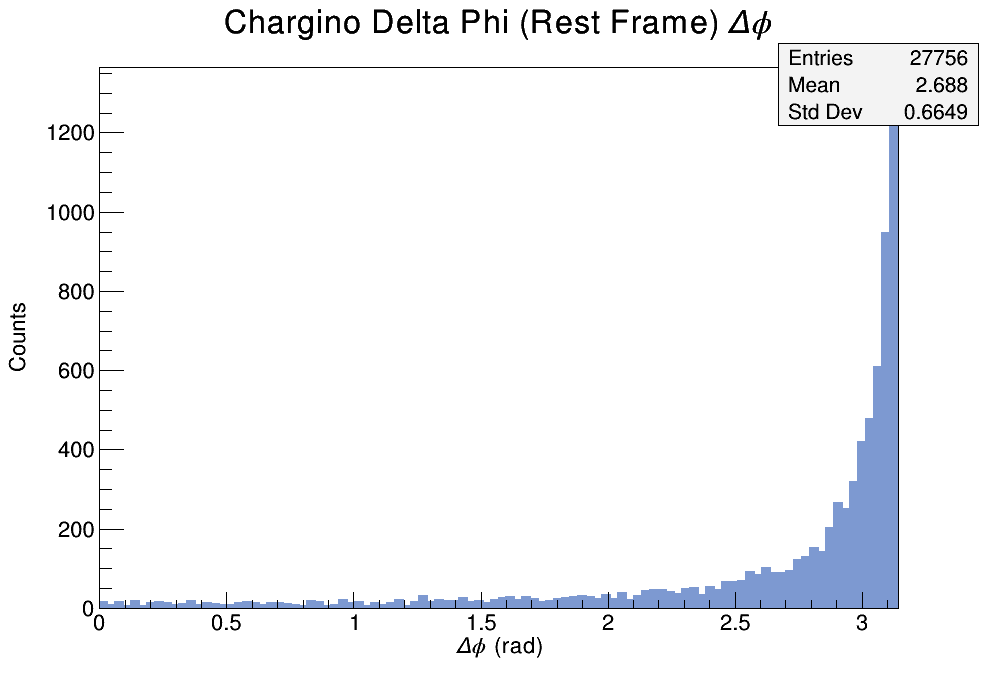 Chargino Delta Phi (Rest Frame) Δϕ
Entries 27756
Mean 2.688
Std Dev 0.6649
1200
1000
800
600
400
200
0
Counts
0 0.5 1 1.5 2 2.5 3
Δϕ (rad)